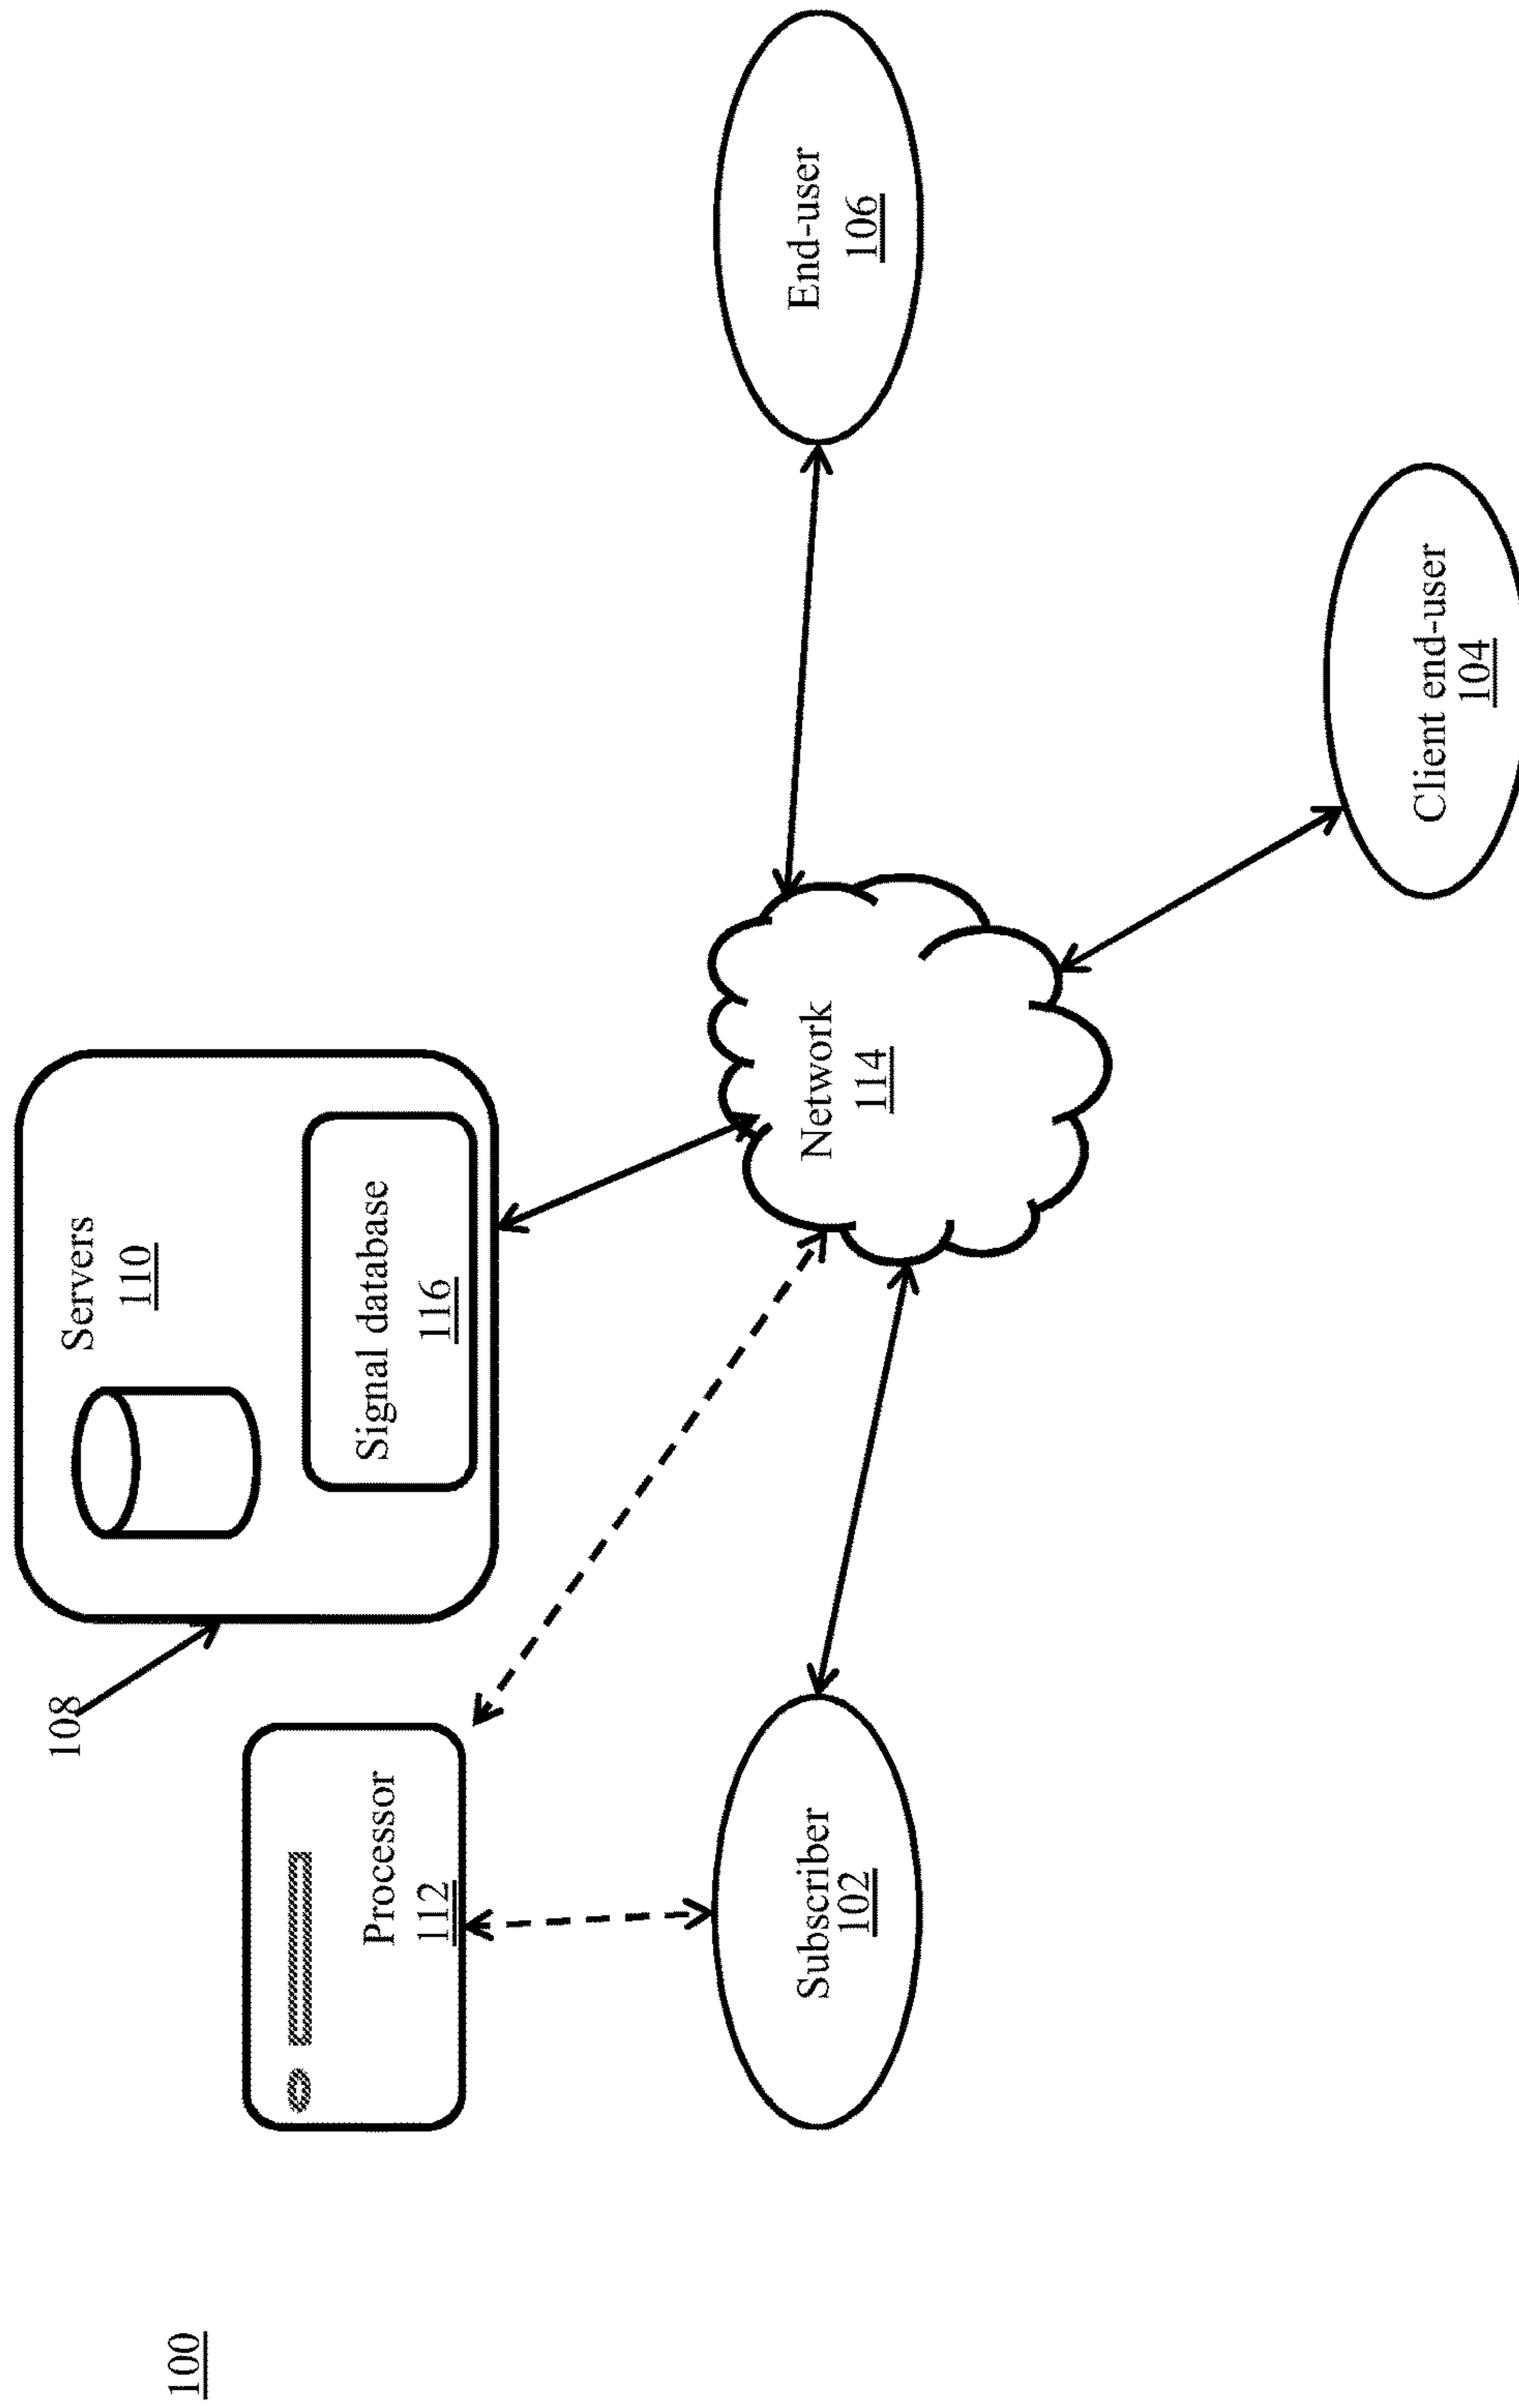 100
108
Servers
110
Signal database
116
Processor
112
Network
114
Subscriber
102
End-user
106
Client end-user
104